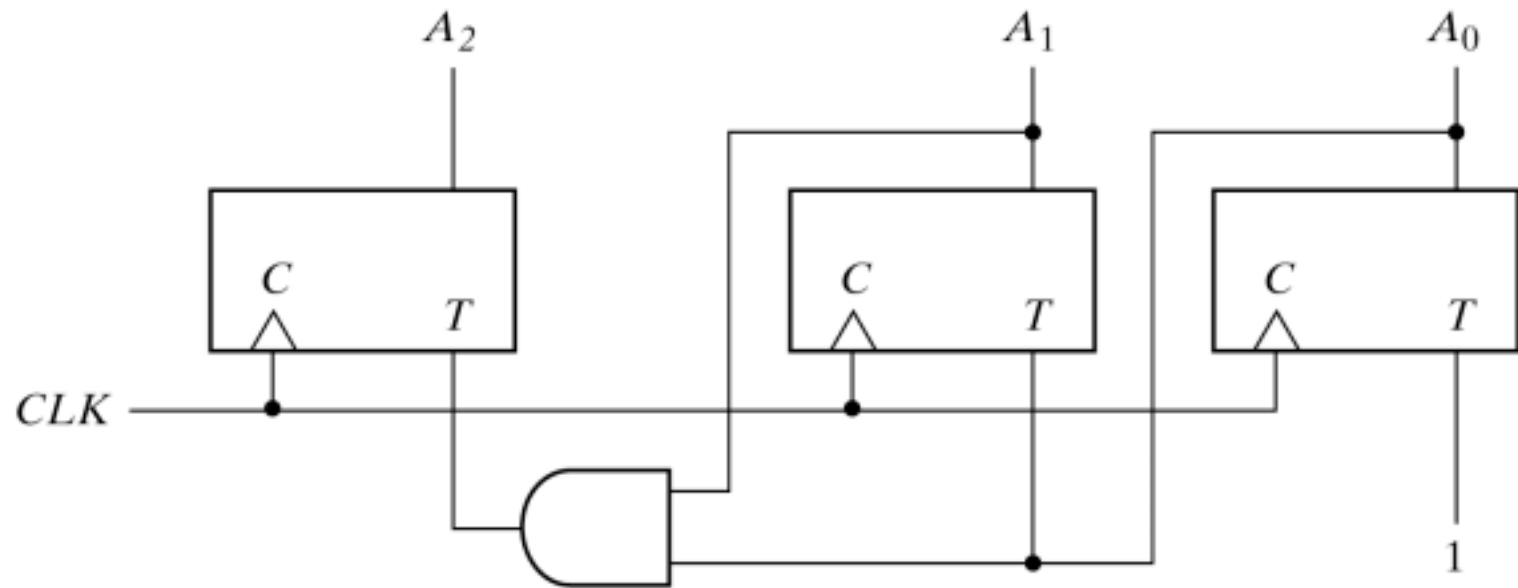 A₂ A₁ A₀
C C C
T T T
CLK
1